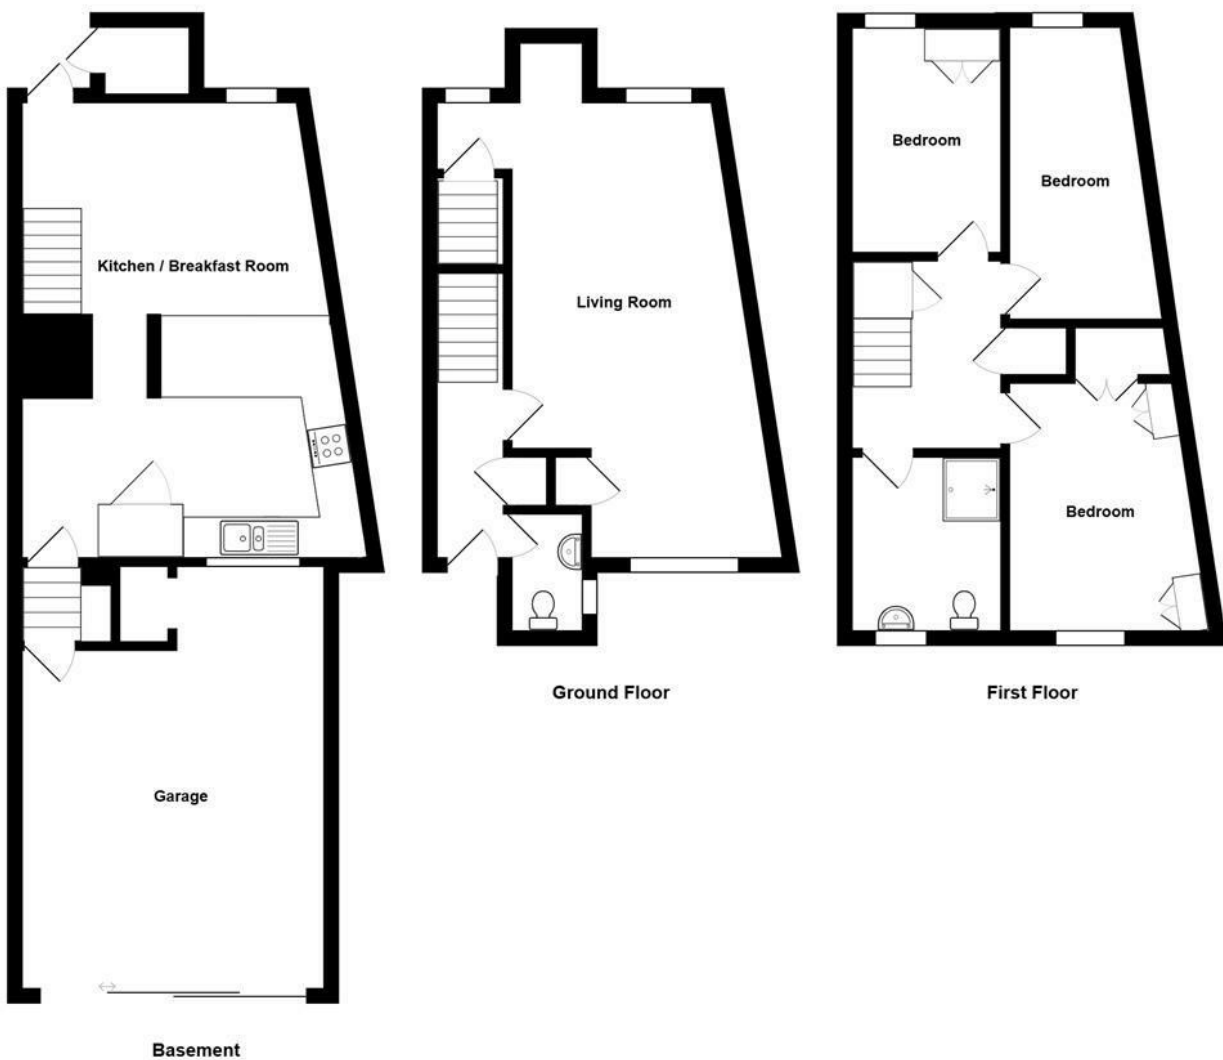 Kitchen / Breakfast Room
Garage
Basement
Living Room
Ground Floor
Bedroom
Bedroom
Bedroom
First Floor